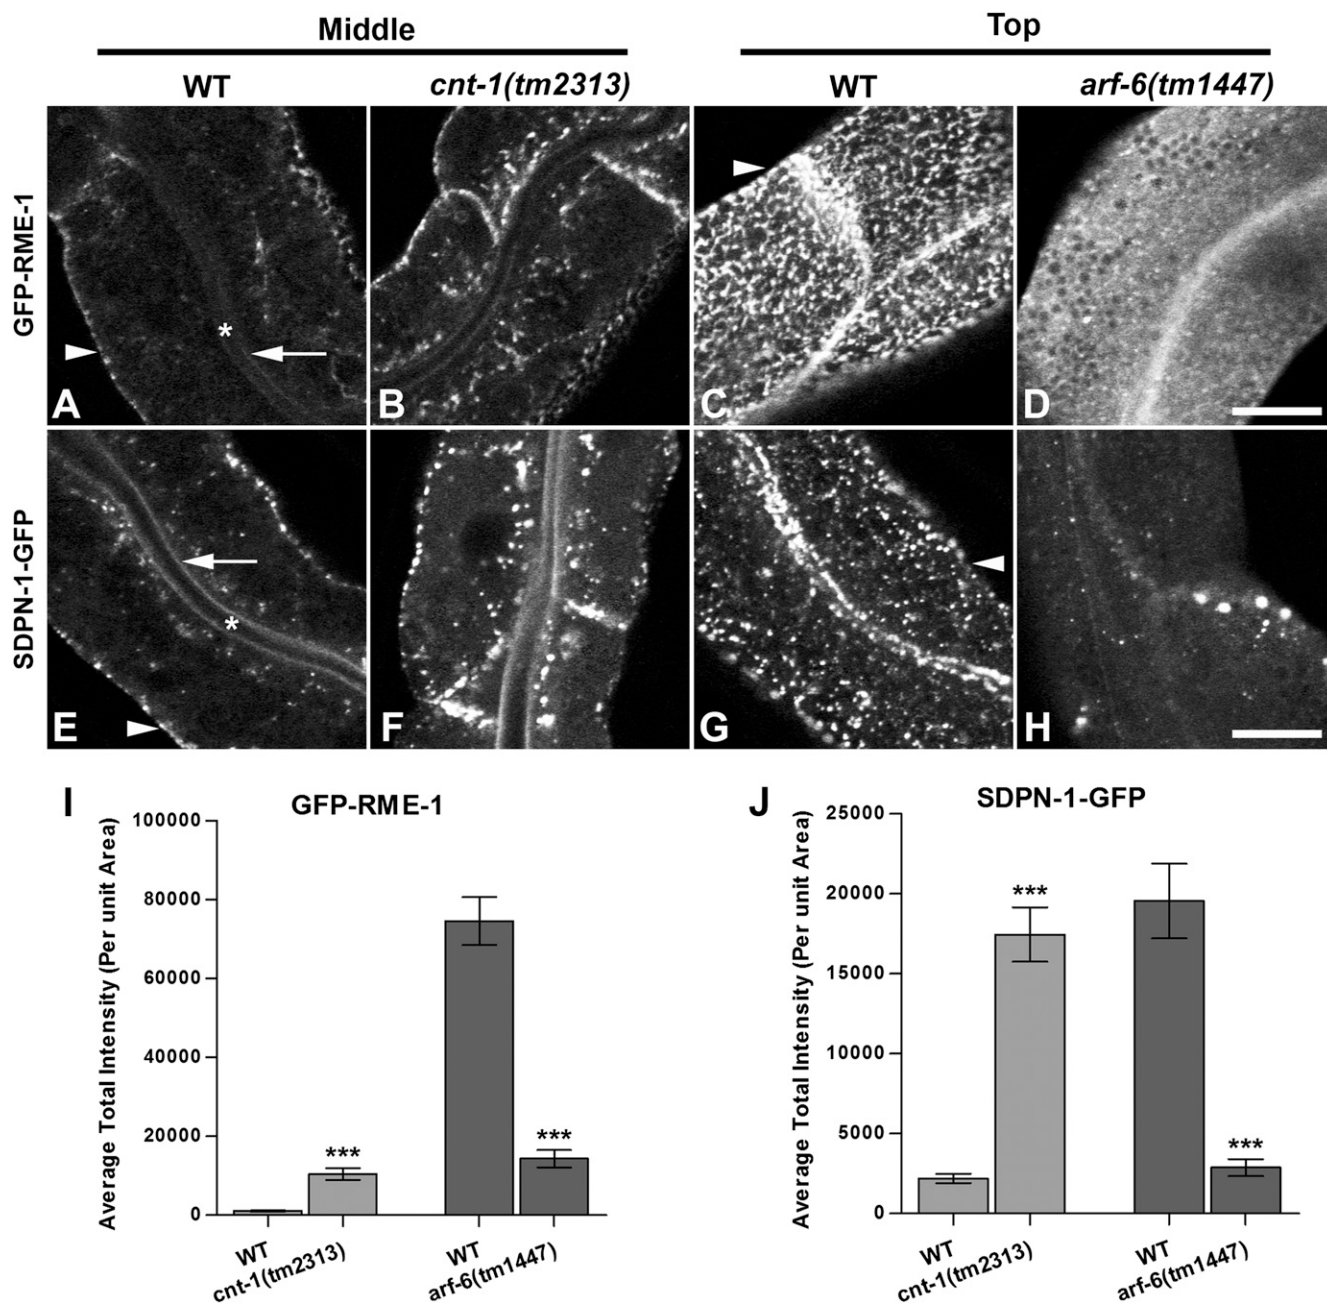 Middle Top
WT cnt-1(tm2313) WT arf-6(tm1447)
GFP-RME-1
* 
A B C D
SDPN-1-GFP
*
E F G H
I GFP-RME-1
Average Total Intensity (Per unit Area)
100000
80000
60000
40000
20000
0
***
***
WT
cnt-1(tm2313)
WT
arf-6(tm1447)
J SDPN-1-GFP
Average Total Intensity (Per unit Area)
25000
20000
15000
10000
5000
0
***
***
WT
cnt-1(tm2313)
WT
arf-6(tm1447)